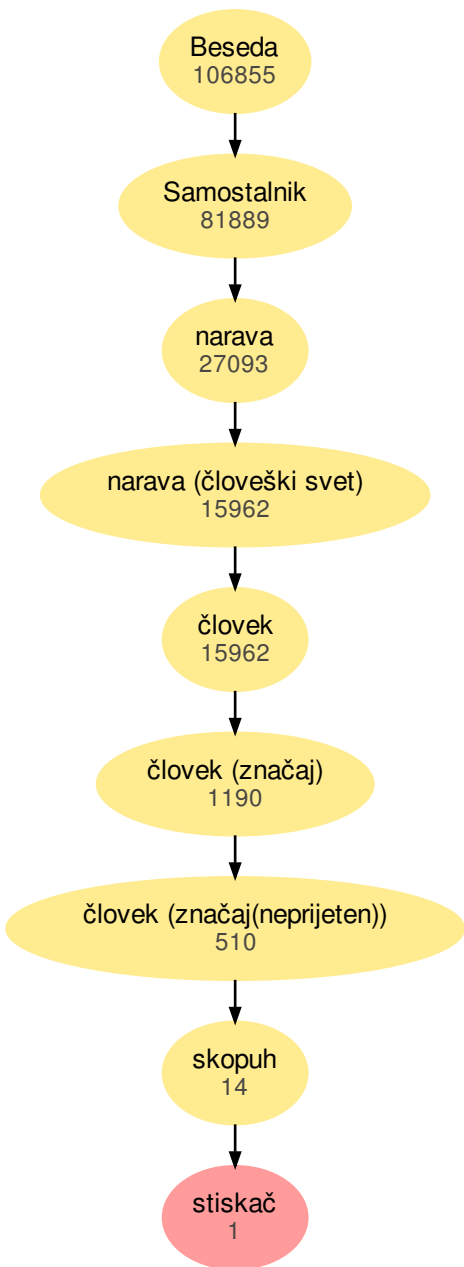 Beseda
106855
Samostalnik
81889
narava
27093
narava (človeški svet)
15962
človek
15962
človek (značaj)
1190
človek (značaj(neprijeten))
510
skopuh
14
stiskač
1